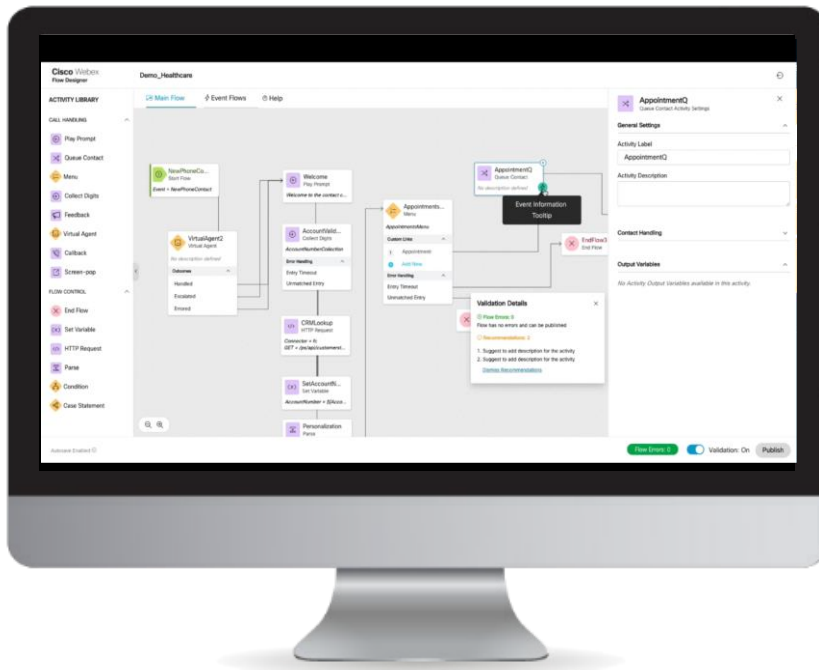 Cisco Webex
Flow Designer
Demo_Healthcare
ACTIVITY LIBRARY
CALL HANDLING
Play Prompt
Queue Contact
Menu
Collect Digits
Feedback
Virtual Agent
Callback
Screen-pop
FLOW CONTROL
End Flow
Set Variable
HTTP Request
Parse
Condition
Case Statement
Autosave Enabled
Main Flow
Event Flows
Help
NewPhoneCo...
Start Flow
Event = NewPhoneContact
VirtualAgent2
Virtual Agent
No description defined
Outcomes
Handled
Escalated
Errored
Welcome
Play Prompt
Welcome to the contact c...
AccountValid...
Collect Digits
AccountNumberCollection
Error Handling
Entry Timeout
Unmatched Entry
CRMLookup
HTTP Request
SetAccountN...
Set Variable
Personalization
Parse
Appointments...
Menu
AppointmentsMenu
Custom Links
1 Appointment
Add New
Error Handling
Entry Timeout
Unmatched Entry
AppointmentQ
Queue Contact
No description defined
Event Information
Tooltip
EndFlow3
End Flow
Validation Details
Flow Errors: 0
Flow has no errors and can be published
Recommendations: 2
1. Suggest to add description for the activity
2. Suggest to add description for the activity
Dismiss Recommendations
AppointmentQ
Queue Contact Activity Settings
General Settings
Activity Label
AppointmentQ
Activity Description
Contact Handling
Output Variables
No Activity Output Variables available in this activity.
Flow Errors: 0
Validation: On
Publish